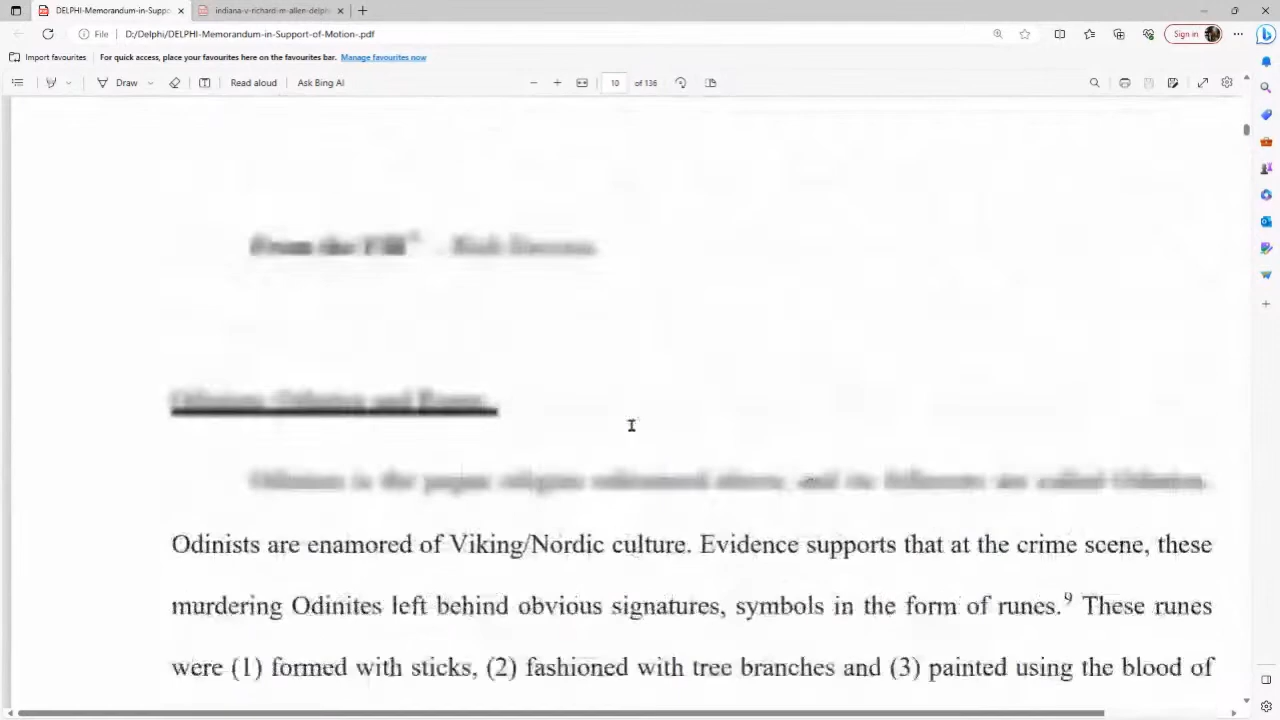 DELPHI-Memorandum-in-Suppo
indiana-v-richard-m-allen-delphi
File D:/Delphi/DELPHI-Memorandum-in-Support-of-Motion-.pdf
Sign in
Import favourites For quick access, place your favourites here on the favourites bar. Manage favourites now
Draw Read aloud Ask Bing AI 10 of 136
Odinists are enamored of Viking/Nordic culture. Evidence supports that at the crime scene, these
murdering Odinites left behind obvious signatures, symbols in the form of runes.9 These runes
were (1) formed with sticks, (2) fashioned with tree branches and (3) painted using the blood of